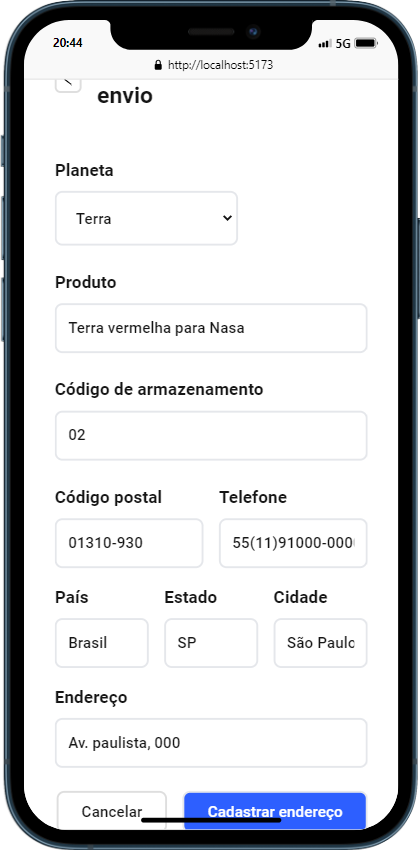 20:44
5G
http://localhost:5173
envio
Planeta
Terra
Produto
Terra vermelha para Nasa
Código de armazenamento
02
Código postal Telefone
01310-930 55(11)91000-000
País Estado Cidade
Brasil SP São Paulo
Endereço
Av. paulista, 000
Cancelar Cadastrar endereço